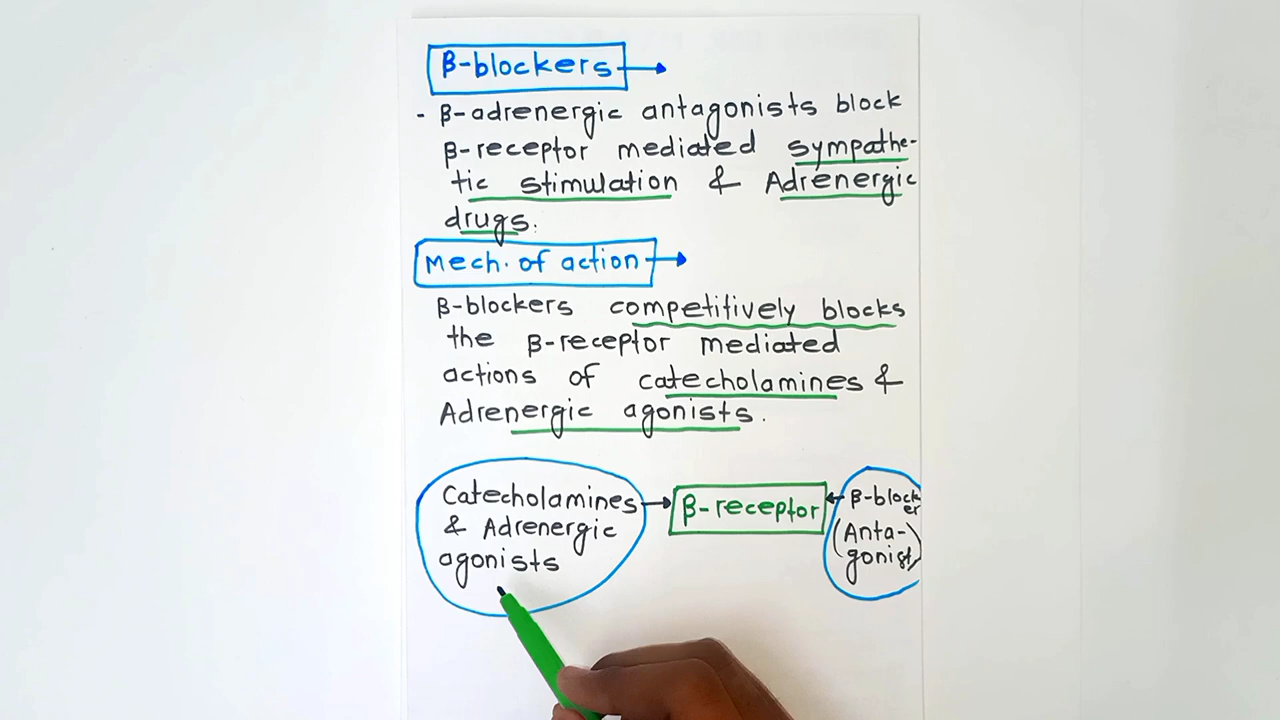 β-blockers
- β-adrenergic antagonists block
β-receptor mediated sympathe-
tic stimulation & Adrenergic
drugs.
Mech. of action
β-blockers competitively blocks
the β-receptor mediated
actions of catecholamines &
Adrenergic agonists.
Catecholamines
& Adrenergic
agonists
β-receptor
β-block
er
(Anta-)
gonist